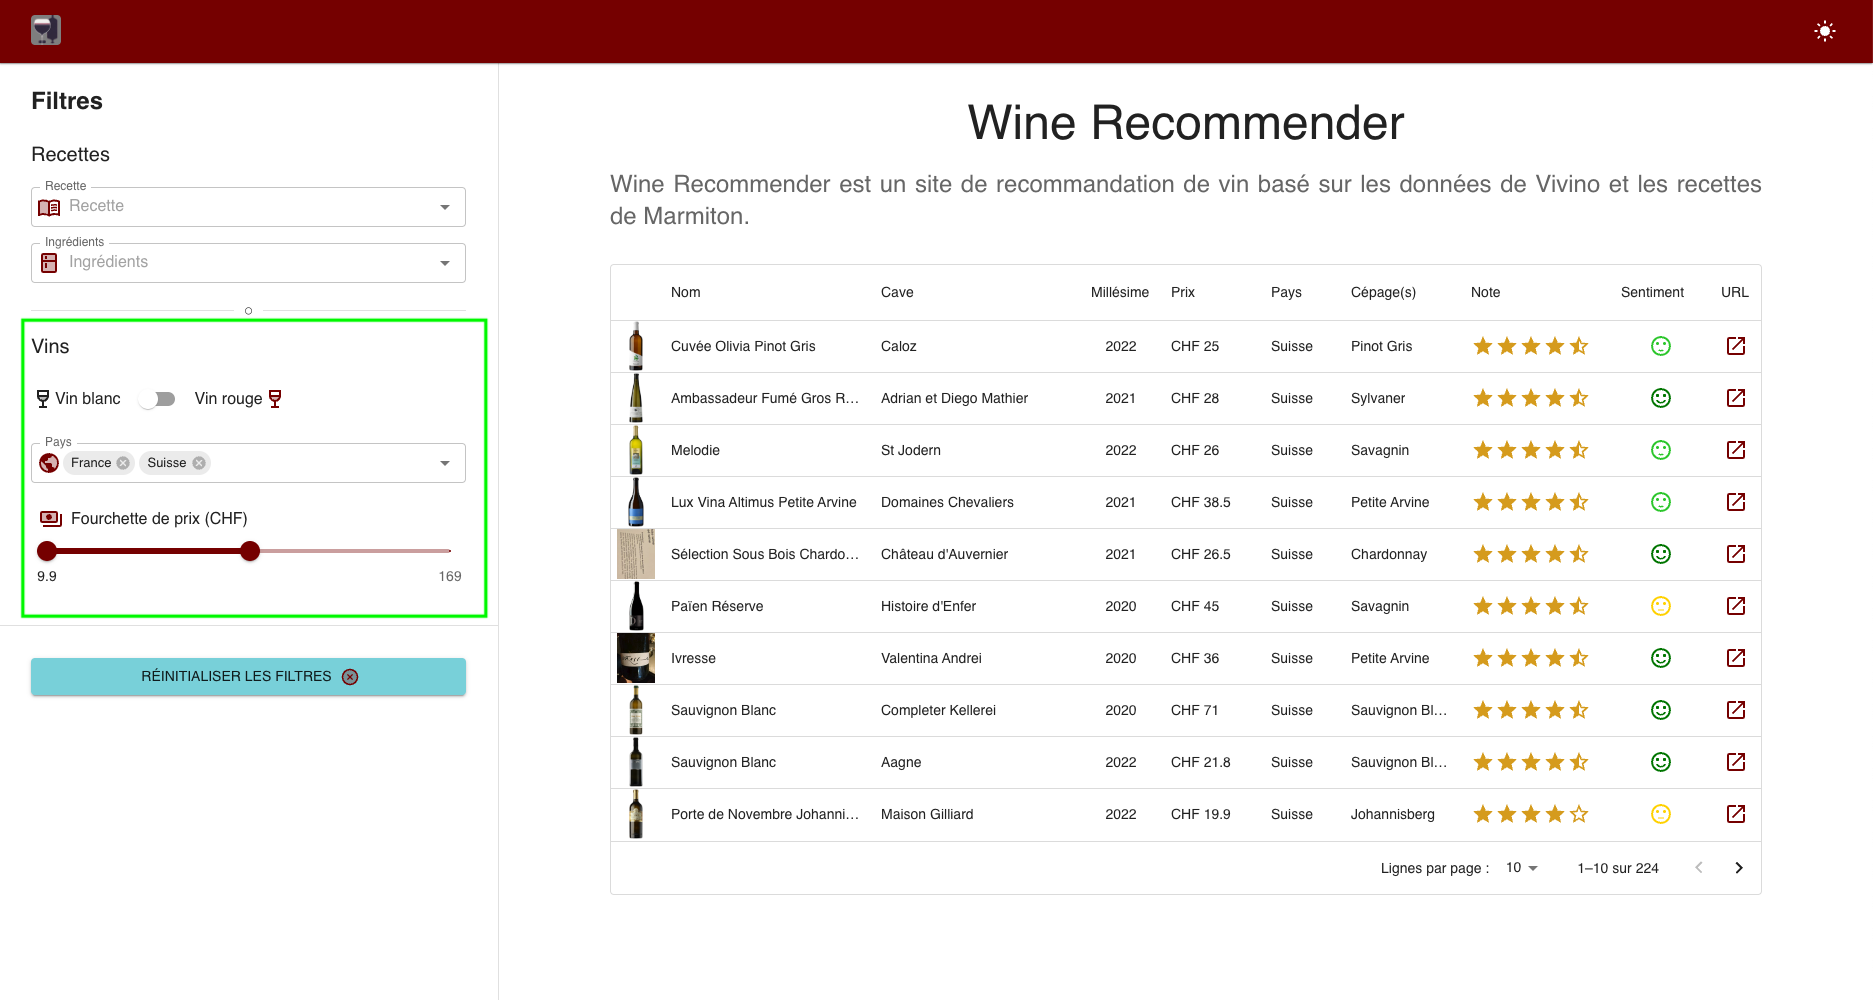 Filtres
Recettes
Recette
Recette
Ingrédients
Ingrédients
Vins
Vin blanc Vin rouge
Pays
France Suisse
Fourchette de prix (CHF)
9.9 169
RÉINITIALISER LES FILTRES
Wine Recommender
Wine Recommender est un site de recommandation de vin basé sur les données de Vivino et les recettes
de Marmiton.
Nom Cave Millésime Prix Pays Cépage(s) Note Sentiment URL
Cuvée Olivia Pinot Gris Caloz 2022 CHF 25 Suisse Pinot Gris
Ambassadeur Fumé Gros R… Adrian et Diego Mathier 2021 CHF 28 Suisse Sylvaner
Melodie St Jodern 2022 CHF 26 Suisse Savagnin
Lux Vina Altimus Petite Arvine Domaines Chevaliers 2021 CHF 38.5 Suisse Petite Arvine
Sélection Sous Bois Chardo… Château d'Auvernier 2021 CHF 26.5 Suisse Chardonnay
Païen Réserve Histoire d'Enfer 2020 CHF 45 Suisse Savagnin
Ivresse Valentina Andrei 2020 CHF 36 Suisse Petite Arvine
Sauvignon Blanc Completer Kellerei 2020 CHF 71 Suisse Sauvignon Bl…
Sauvignon Blanc Aagne 2022 CHF 21.8 Suisse Sauvignon Bl…
Porte de Novembre Johanni… Maison Gilliard 2022 CHF 19.9 Suisse Johannisberg
Lignes par page : 10 1–10 sur 224